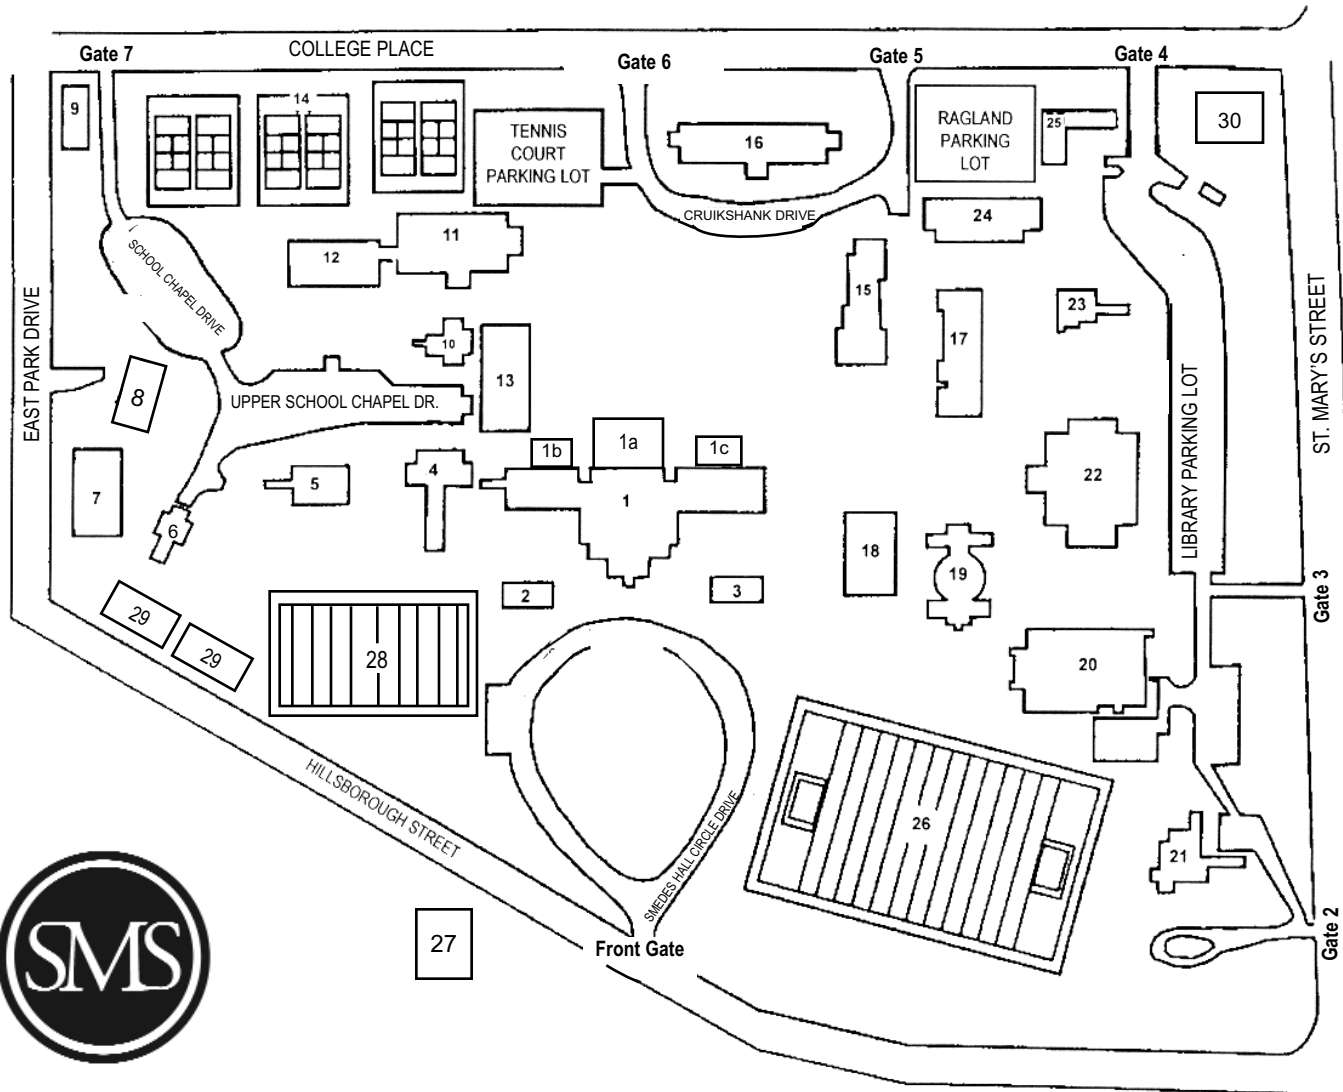 COLLEGE PLACE
Gate 7
Gate 6
Gate 5
Gate 4
9
14
TENNIS
COURT
PARKING LOT
16
RAGLAND
PARKING
LOT
25
30
CRUIKSHANK DRIVE
24
11
12
SCHOOL CHAPEL DRIVE
15
EAST PARK DRIVE
10
13
17
23
LIBRARY PARKING LOT
ST. MARY'S STREET
8
UPPER SCHOOL CHAPEL DR.
1b
1a
1c
7
5
4
1
22
6
18
19
2
3
Gate 3
29
29
28
20
HILLSBOROUGH STREET
SMEDES HALL CIRCLE DRIVE
26
21
SMS
27
Front Gate
Gate 2